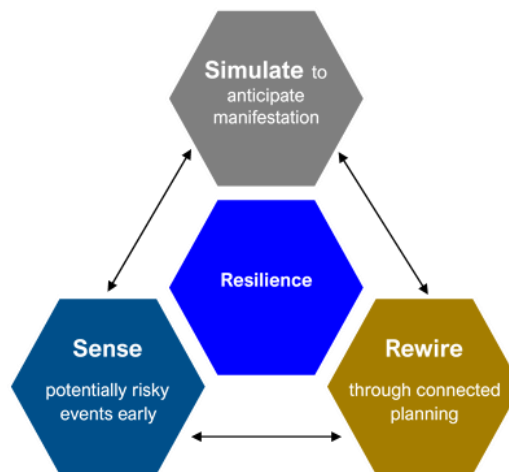 Simulate to
anticipate
manifestation
Resilience
Sense
potentially risky
events early
Rewire
through connected
planning